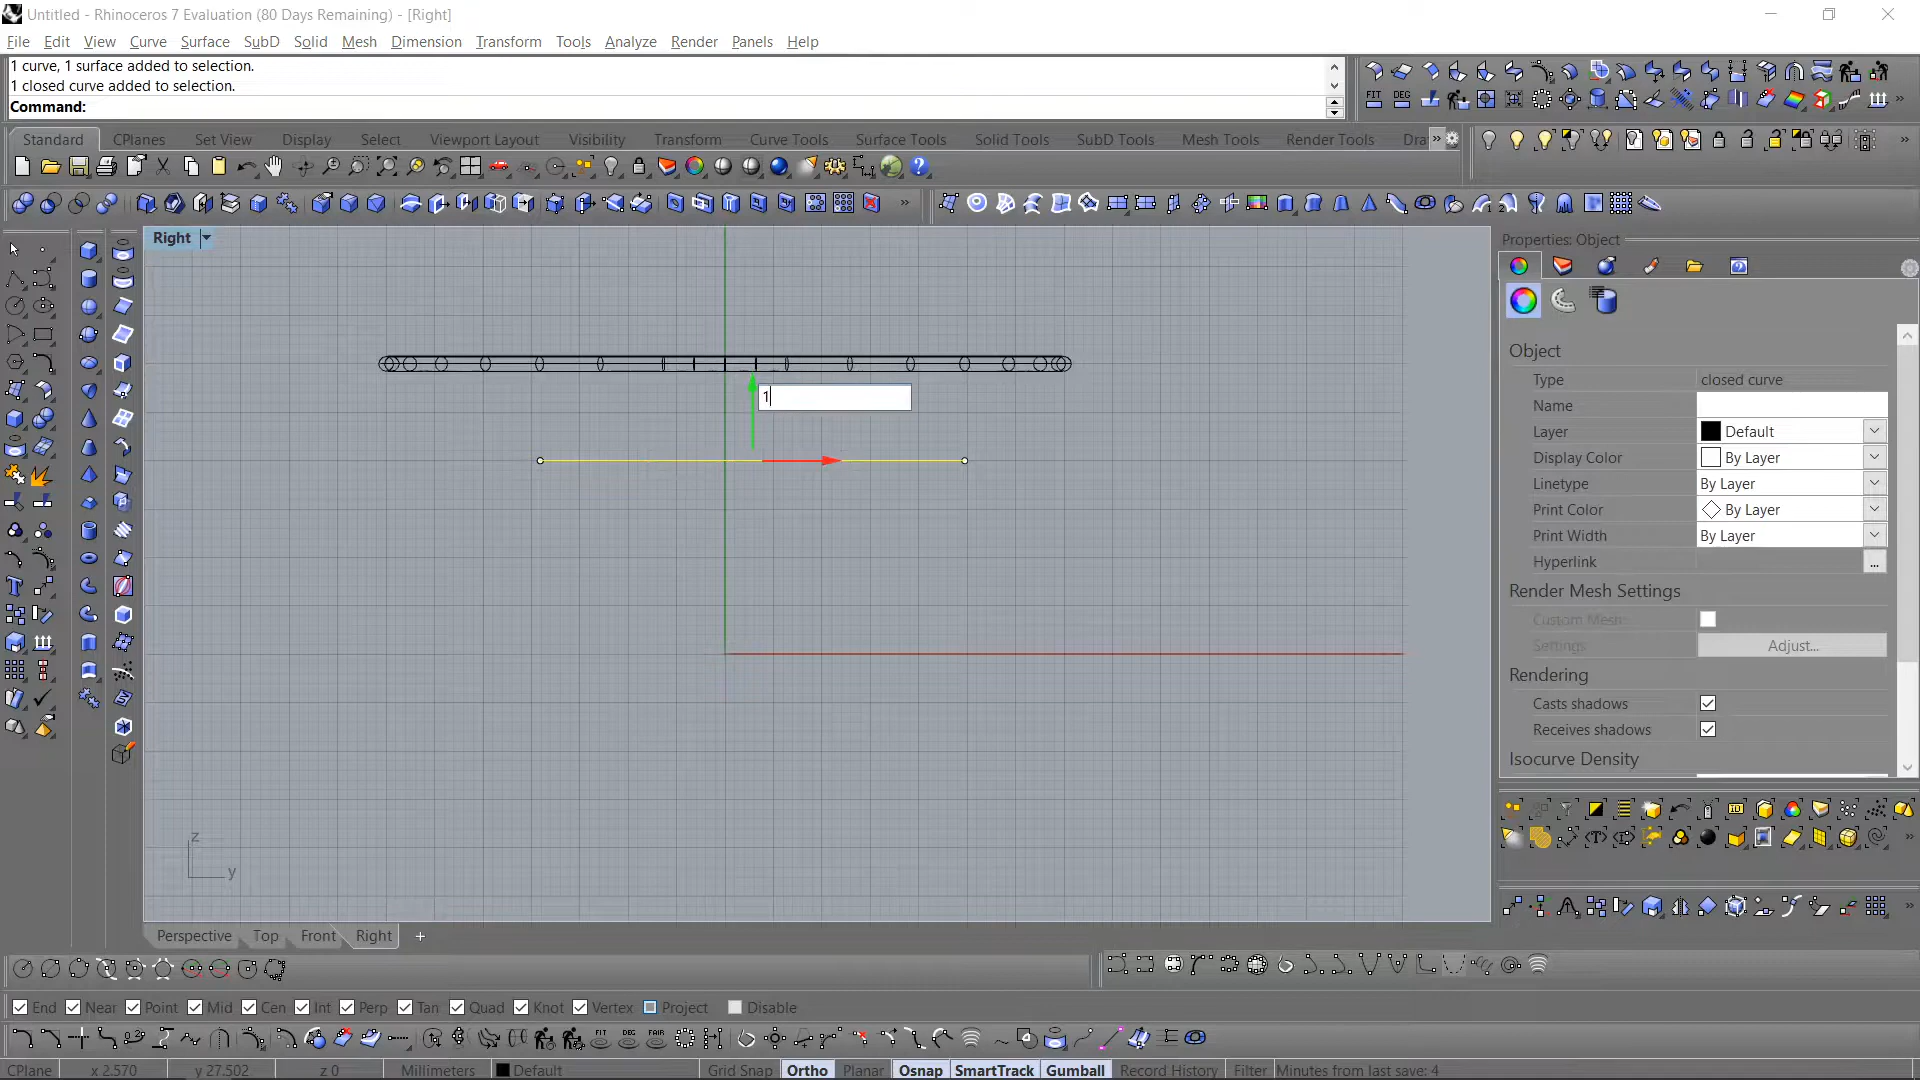 Untitled - Rhinoceros 7 Evaluation (80 Days Remaining) - [Right]
File Edit View Curve Surface SubD Solid Mesh Dimension Transform Tools Analyze Render Panels Help
1 curve, 1 surface added to selection.
1 closed curve added to selection.
Command:
FIT DEG
Standard CPlanes Set View Display Select Viewport Layout Visibility Transform Curve Tools Surface Tools Solid Tools SubD Tools Mesh Tools Render Tools Dra
Right
Properties: Object
Object
Type closed curve
Name
Layer Default
Display Color By Layer
Linetype By Layer
Print Color By Layer
Print Width By Layer
Hyperlink ...
Render Mesh Settings
Custom Mesh
Settings Adjust...
Rendering
Casts shadows
Receives shadows
Isocurve Density
1
z
y
Perspective Top Front Right
End Near Point Mid Cen Int Perp Tan Quad Knot Vertex Project Disable
FIT DEG FAIR
CPlane x 2.570 y 27.502 z 0 Millimeters Default Grid Snap Ortho Planar Osnap SmartTrack Gumball Record History Filter Minutes from last save: 4